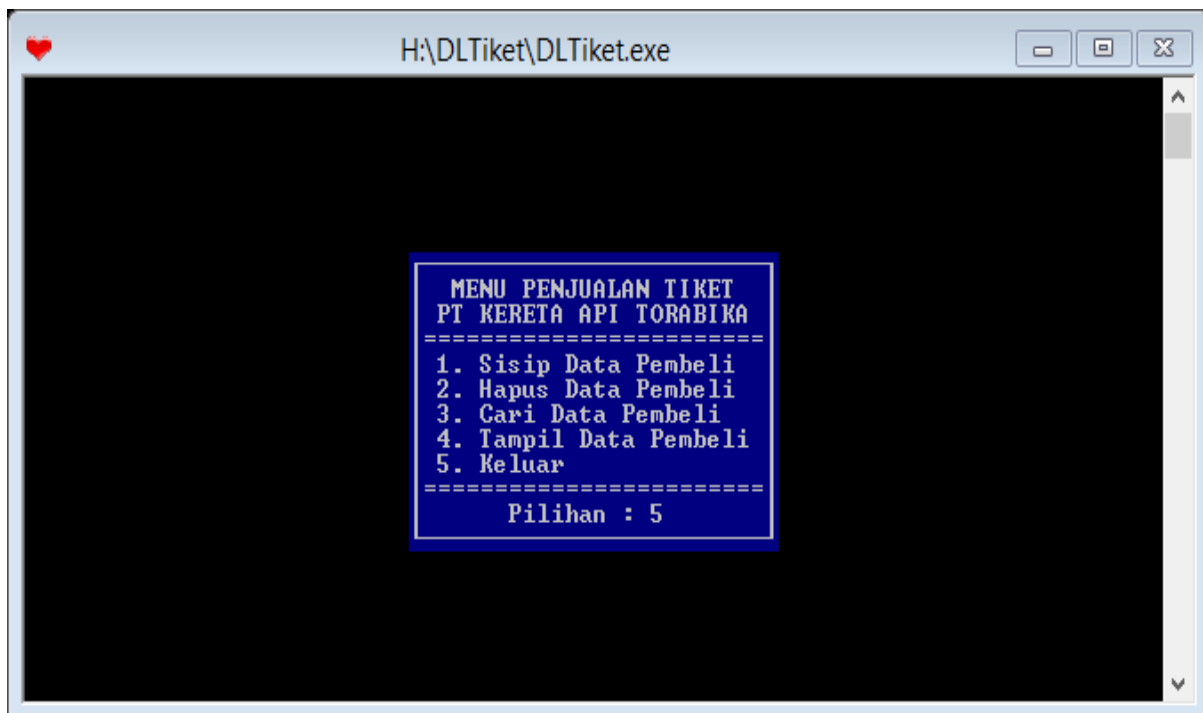 H:\DLTiket\DLTiket.exe
MENU PENJUALAN TIKET
PT KERETA API TORABIKA
========================
1. Sisip Data Pembeli
2. Hapus Data Pembeli
3. Cari Data Pembeli
4. Tampil Data Pembeli
5. Keluar
========================
Pilihan : 5